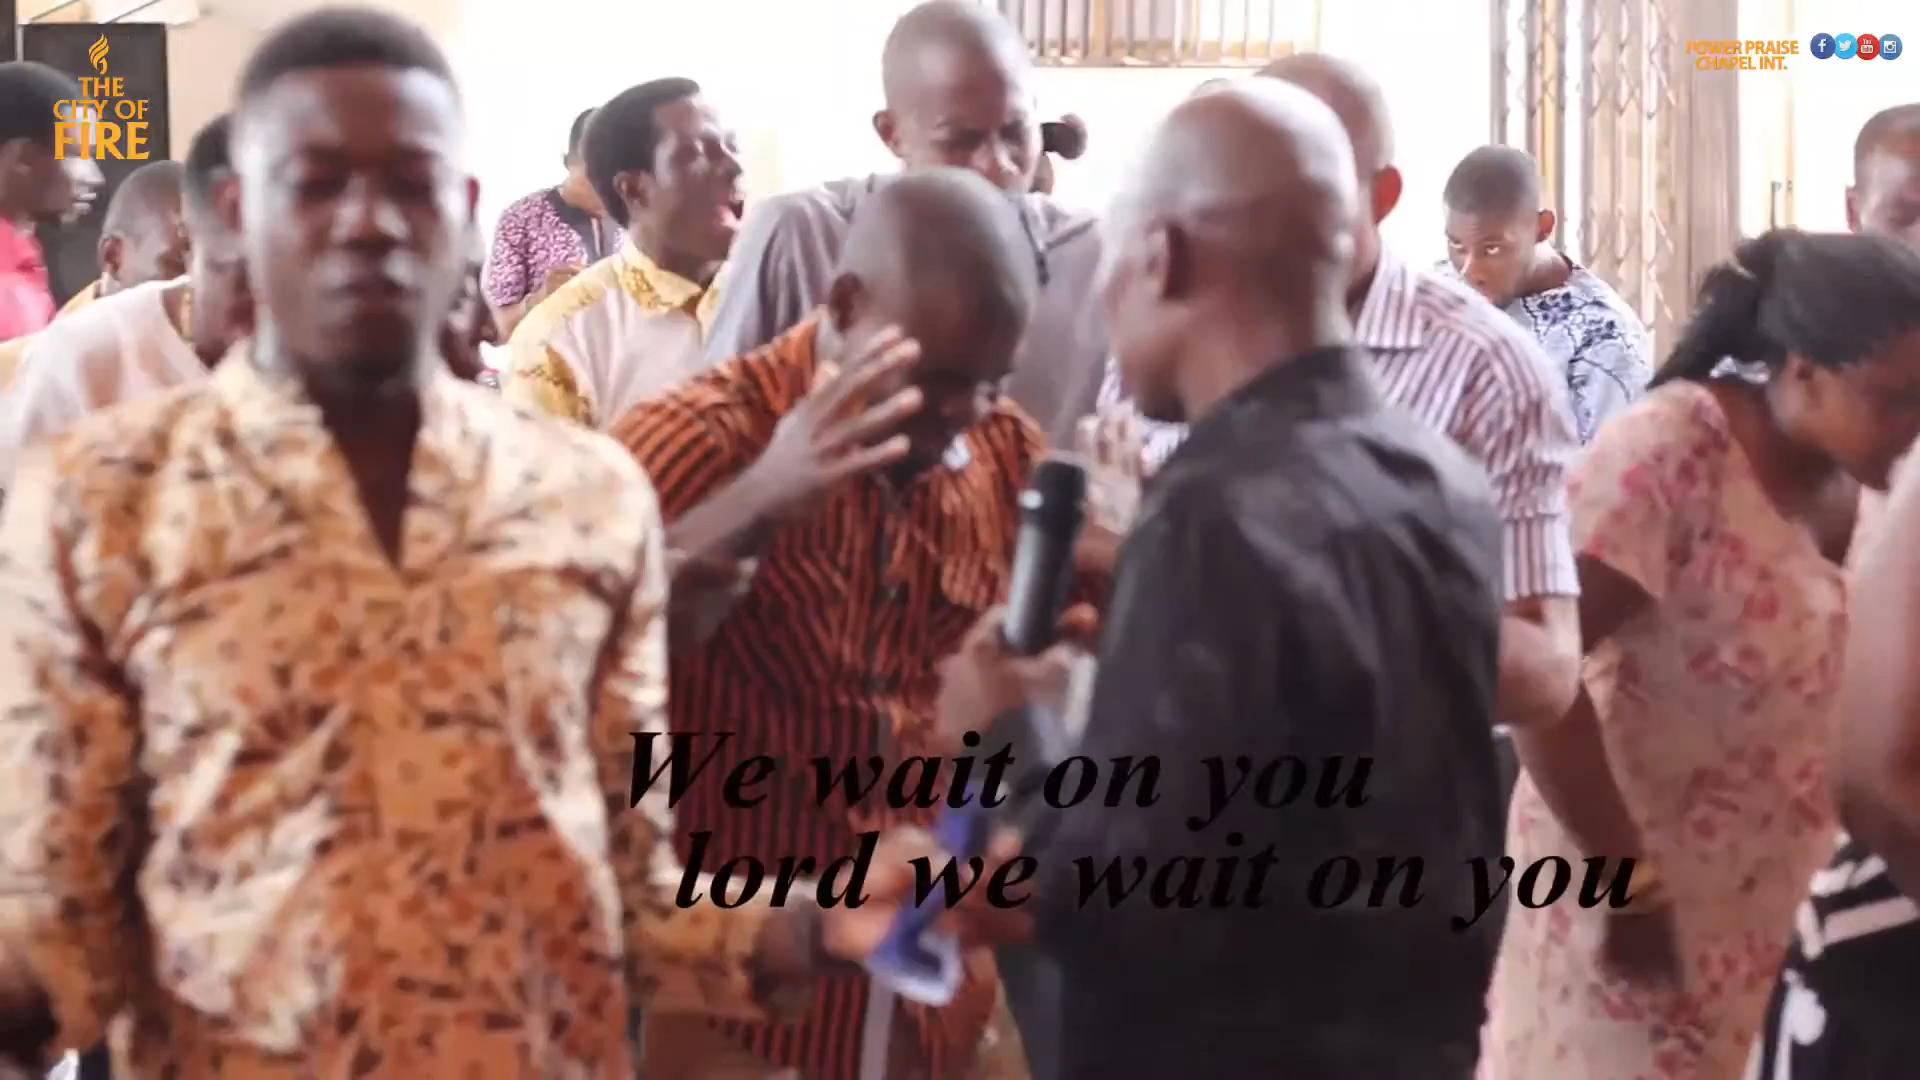 THE
CITY OF
FIRE
POWER PRAISE
CHAPEL INT.
We wait on you
lord we wait on you